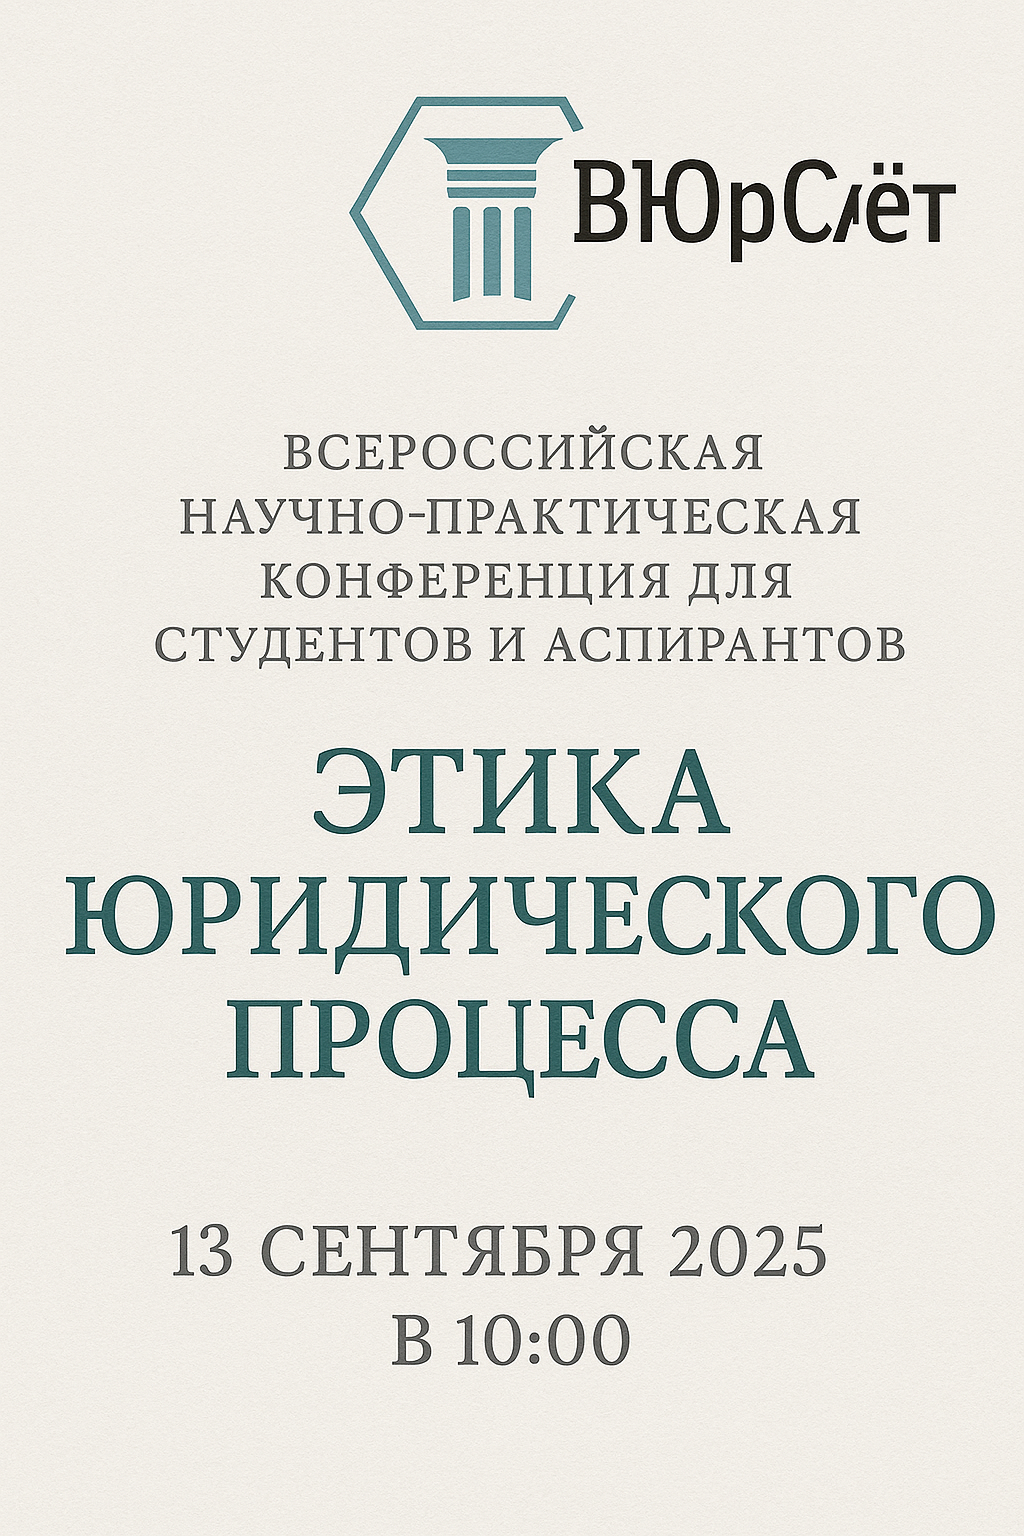 ВЮрСлёт
ВСЕРОССИЙСКАЯ
НАУЧНО-ПРАКТИЧЕСКАЯ
КОНФЕРЕНЦИЯ ДЛЯ
СТУДЕНТОВ И АСПИРАНТОВ
ЭТИКА
ЮРИДИЧЕСКОГО
ПРОЦЕССА
13 СЕНТЯБРЯ 2025
В 10:00